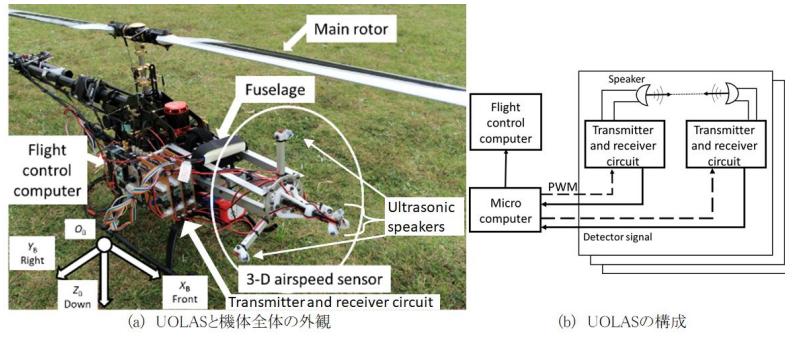 Main rotor
Fuselage
Flight
control
computer
Ultrasonic
speakers
O_B
Y_B
Right
Z_B
Down
X_B
Front
3-D airspeed sensor
Transmitter and receiver circuit
(a) UOLASと機体全体の外観
Speaker
Flight
control
computer
Transmitter
and receiver
circuit
Transmitter
and receiver
circuit
PWM
Micro
computer
Detector signal
(b) UOLASの構成